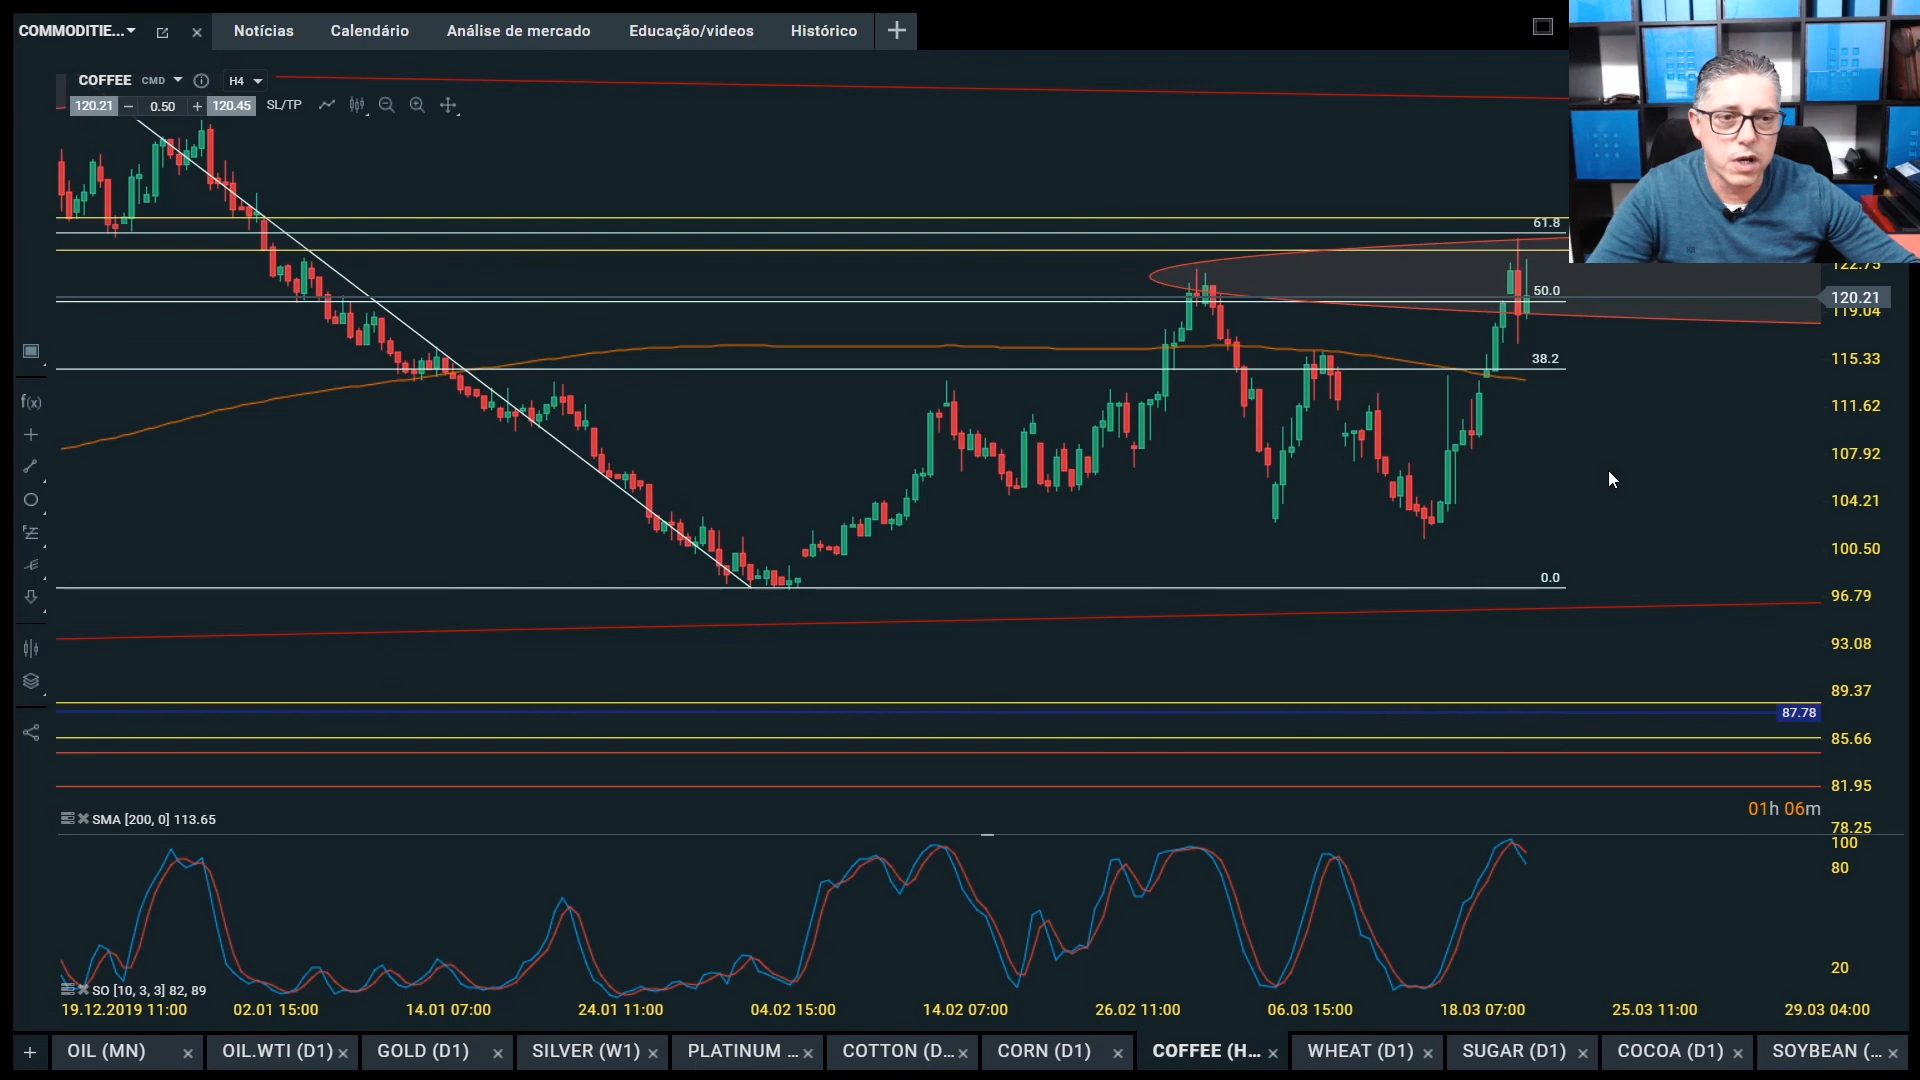 COMMODITIE...
Notícias
Calendário
Análise de mercado
Educação/videos
Histórico
COFFEE CMD H4
120.21 0.50 120.45 SL/TP
61.8
50.0
38.2
0.0
122.75
120.21
119.04
115.33
111.62
107.92
104.21
100.50
96.79
93.08
89.37
87.78
85.66
81.95
78.25
01h 06m
f(x)
SMA [200, 0] 113.65
100
80
20
SO [10, 3, 3] 82, 89
19.12.2019 11:00 02.01 15:00 14.01 07:00 24.01 11:00 04.02 15:00 14.02 07:00 26.02 11:00 06.03 15:00 18.03 07:00 25.03 11:00 29.03 04:00
OIL (MN) OIL.WTI (D1) GOLD (D1) SILVER (W1) PLATINUM ... COTTON (D... CORN (D1) COFFEE (H... WHEAT (D1) SUGAR (D1) COCOA (D1) SOYBEAN (...